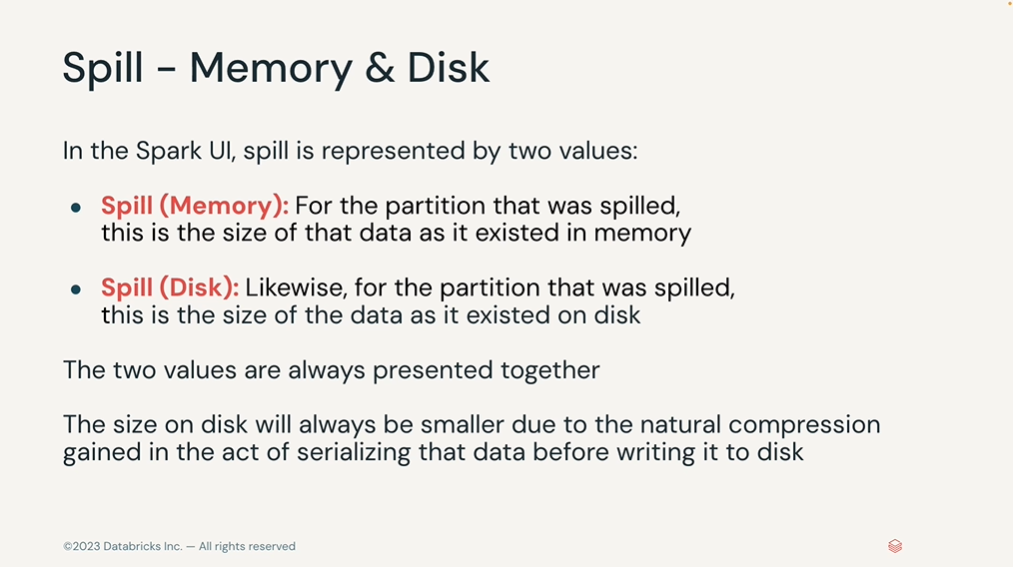 Spill – Memory & Disk
In the Spark UI, spill is represented by two values:
● Spill (Memory): For the partition that was spilled,
this is the size of that data as it existed in memory
● Spill (Disk): Likewise, for the partition that was spilled,
this is the size of the data as it existed on disk
The two values are always presented together
The size on disk will always be smaller due to the natural compression
gained in the act of serializing that data before writing it to disk
©2023 Databricks Inc. — All rights reserved